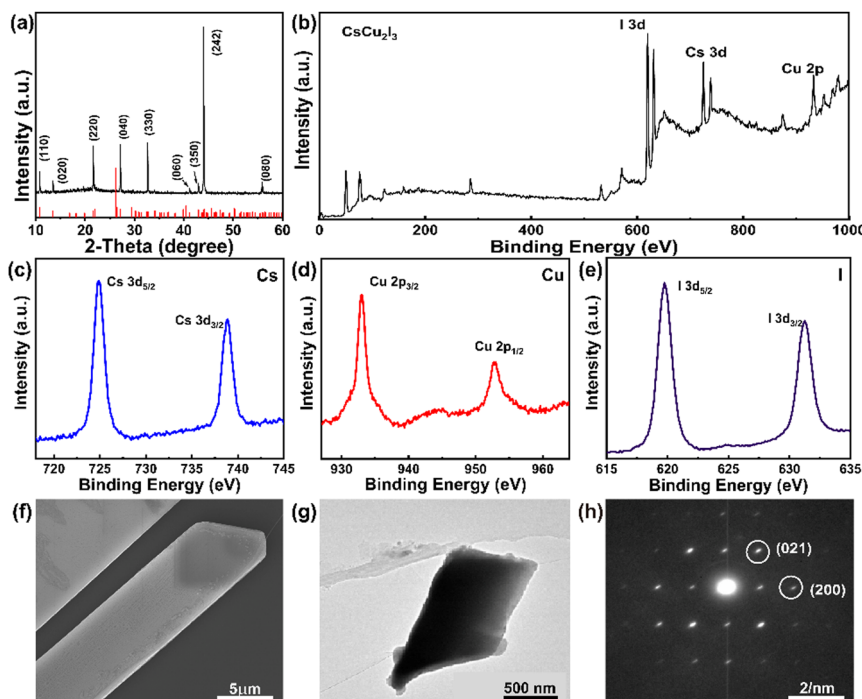 (a)
(110)
(020)
(220)
(040)
(330)
(060)
(350)
(242)
(080)
Intensity (a.u.)
10 20 30 40 50 60
2-Theta (degree)
(b)
CsCu₂I₃
I 3d
Cs 3d
Cu 2p
Intensity (a.u.)
0 200 400 600 800 1000
Binding Energy (eV)
(c)
Cs 3d₅/₂
Cs
Cs 3d₃/₂
Intensity (a.u.)
720 725 730 735 740 745
Binding Energy (eV)
(d)
Cu 2p₃/₂
Cu
Cu 2p₁/₂
Intensity (a.u.)
930 940 950 960
Binding Energy (eV)
(e)
I 3d₅/₂
I
I 3d₃/₂
Intensity (a.u.)
615 620 625 630 635
Binding Energy (eV)
(f)
5μm
(g)
500 nm
(h)
(021)
(200)
2/nm